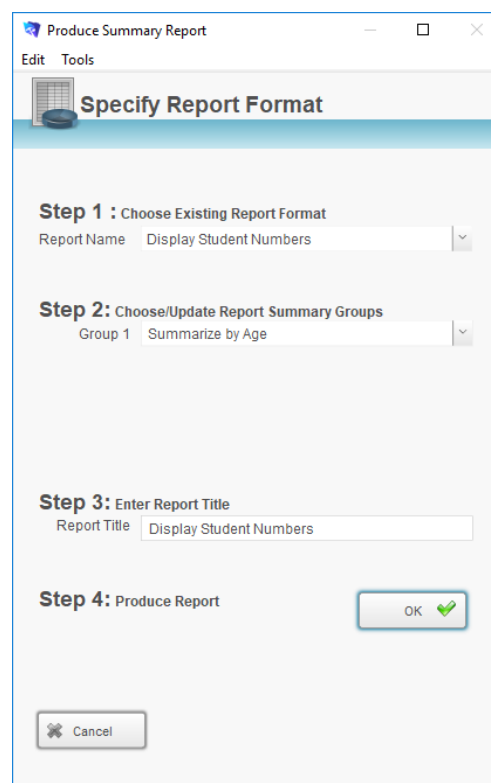 Produce Summary Report
Edit Tools
Specify Report Format
Step 1 : Choose Existing Report Format
Report Name Display Student Numbers
Step 2: Choose/Update Report Summary Groups
Group 1 Summarize by Age
Step 3: Enter Report Title
Report Title Display Student Numbers
Step 4: Produce Report
OK
Cancel